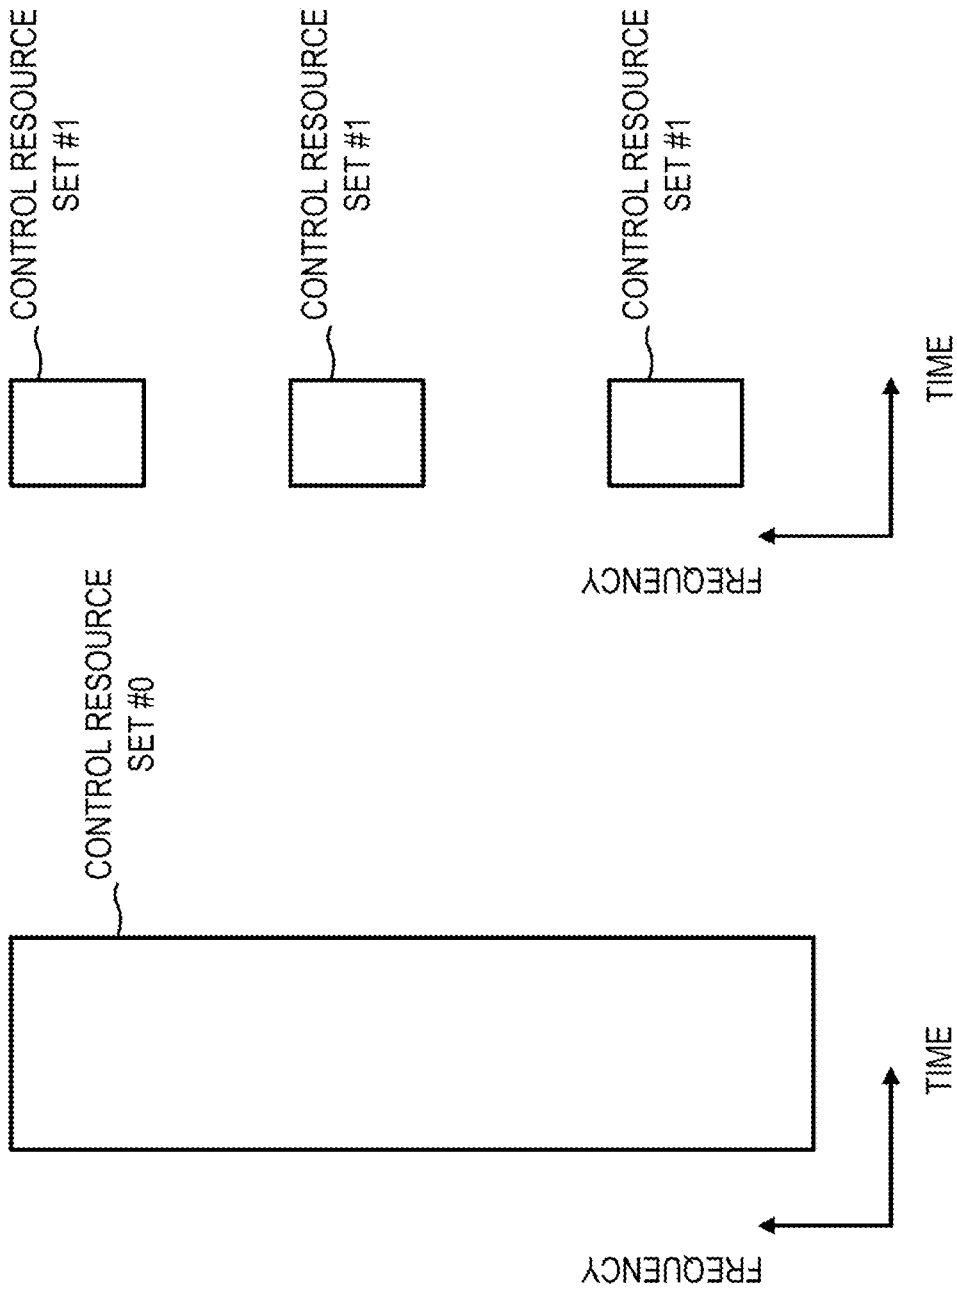 CONTROL RESOURCE
SET #0
FREQUENCY
TIME
CONTROL RESOURCE
SET #1
CONTROL RESOURCE
SET #1
CONTROL RESOURCE
SET #1
FREQUENCY
TIME